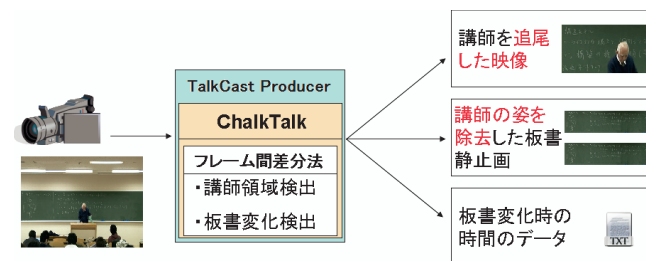 TalkCast Producer
ChalkTalk
フレーム間差分法
・講師領域検出
・板書変化検出
講師を追尾
した映像
講師の姿を
除去した板書
静止画
板書変化時の
時間のデータ
TXT